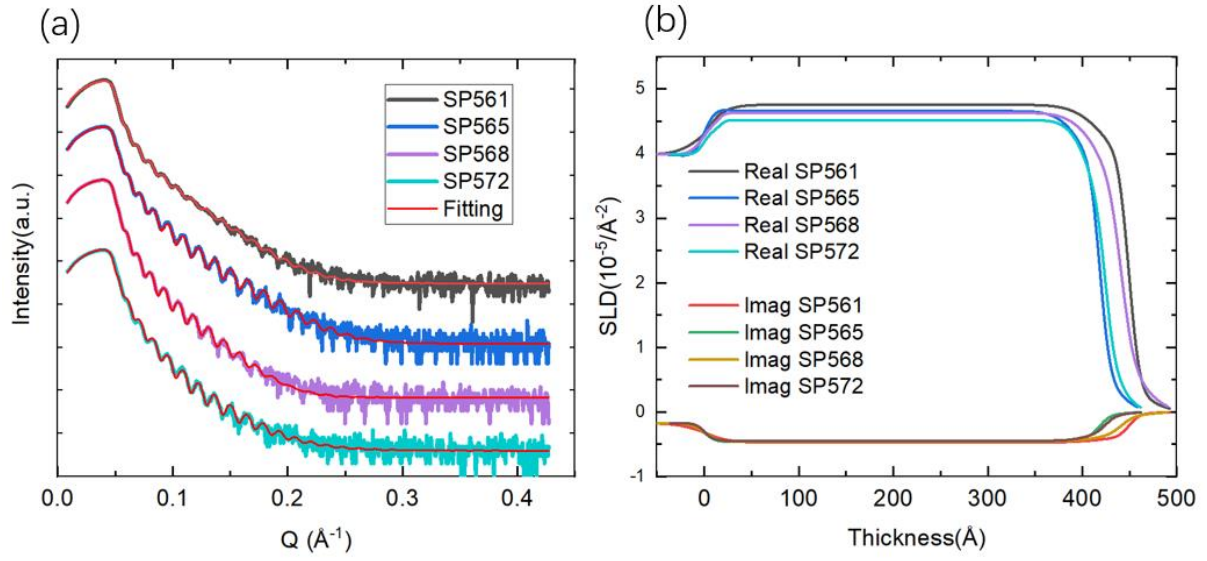 (a)
SP561
SP565
SP568
SP572
Fitting
Intensity(a.u.)
0.0 0.1 0.2 0.3 0.4
Q (Å⁻¹)
(b)
5
4
3
2
1
0
-1
SLD(10⁻⁵/Å⁻²)
Real SP561
Real SP565
Real SP568
Real SP572
Imag SP561
Imag SP565
Imag SP568
Imag SP572
0 100 200 300 400 500
Thickness(Å)